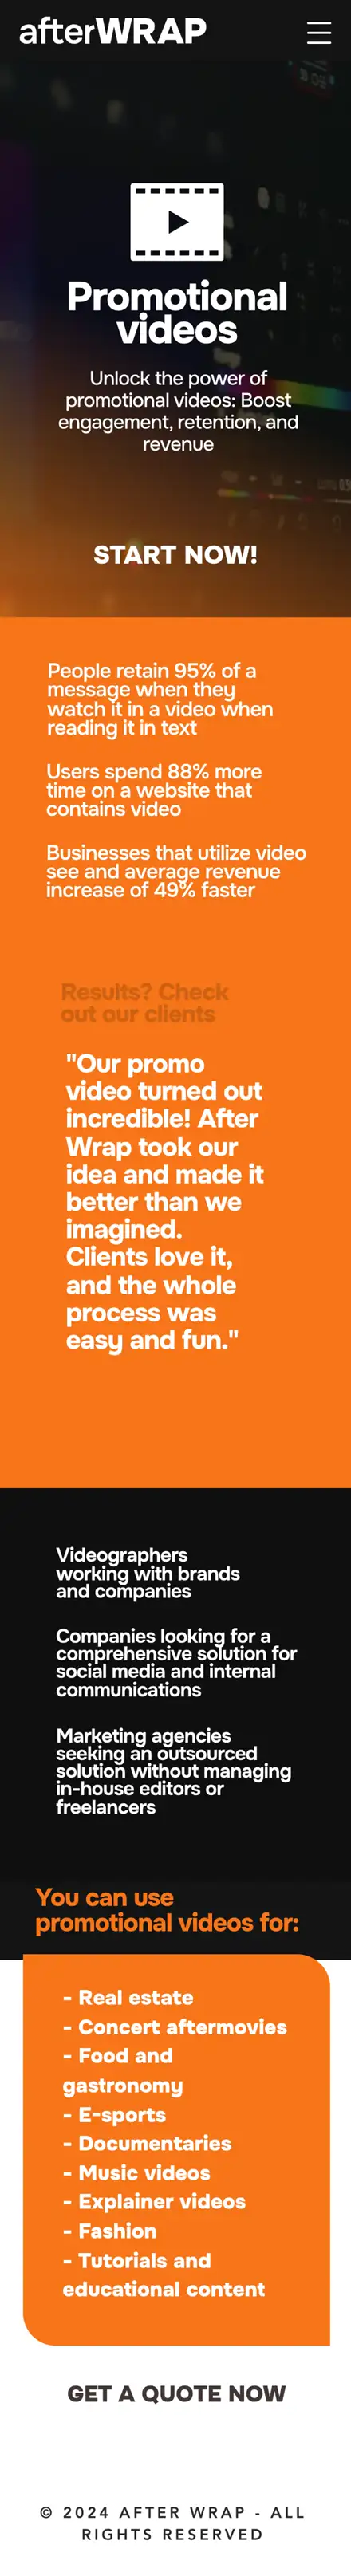 afterWRAP
Promotional
videos
Unlock the power of
promotional videos: Boost
engagement, retention, and
revenue
START NOW!
People retain 95% of a
message when they
watch it in a video when
reading it in text
Users spend 88% more
time on a website that
contains video
Businesses that utilize video
see and average revenue
increase of 49% faster
Results? Check
out our clients
"Our promo
video turned out
incredible! After
Wrap took our
idea and made it
better than we
imagined.
Clients love it,
and the whole
process was
easy and fun."
Videographers
working with brands
and companies
Companies looking for a
comprehensive solution for
social media and internal
communications
Marketing agencies
seeking an outsourced
solution without managing
in-house editors or
freelancers
You can use
promotional videos for:
- Real estate
- Concert aftermovies
- Food and
gastronomy
- E-sports
- Documentaries
- Music videos
- Explainer videos
- Fashion
- Tutorials and
educational content
GET A QUOTE NOW
© 2024 AFTER WRAP - ALL
RIGHTS RESERVED